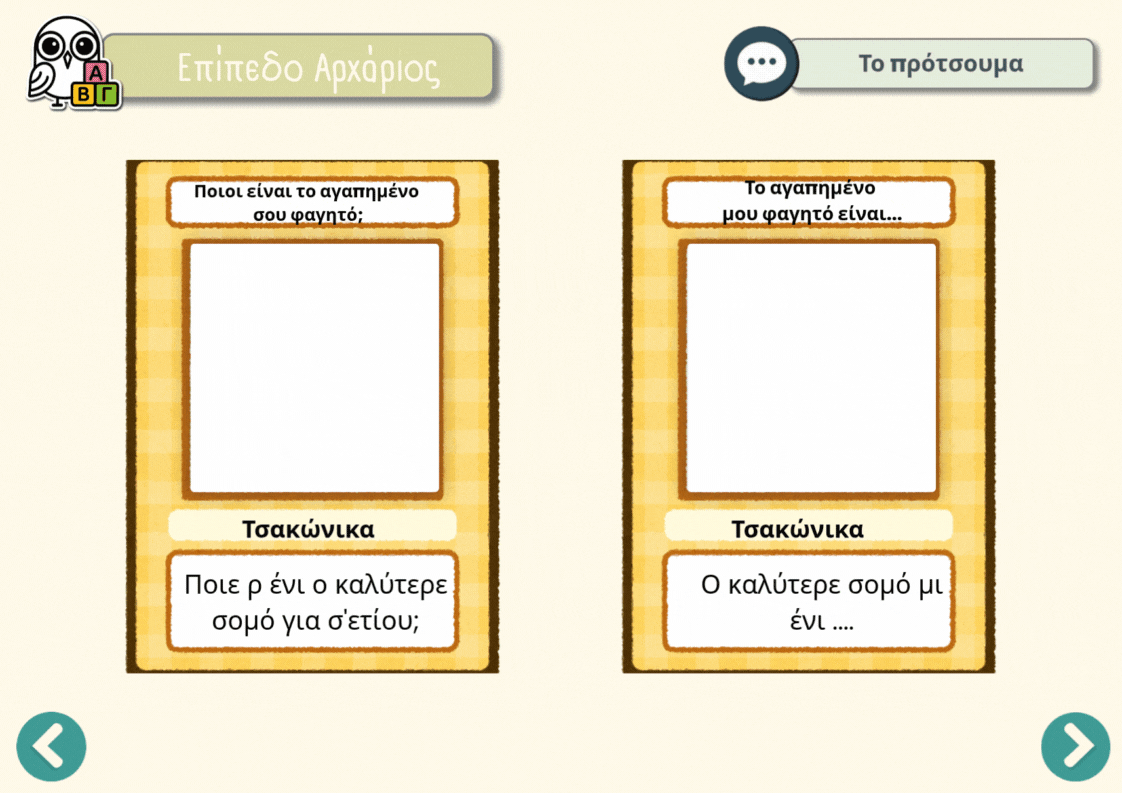 Επίπεδο Αρχάριος
Α
Β Γ
Το πρότσουμα
Ποιοι είναι το αγαπημένο
σου φαγητό;
Τσακώνικα
Ποιε ρ ένι ο καλύτερε
σομό για σ'ετίου;
Το αγαπημένο
μου φαγητό είναι...
Τσακώνικα
Ο καλύτερε σομό μι
ένι ....